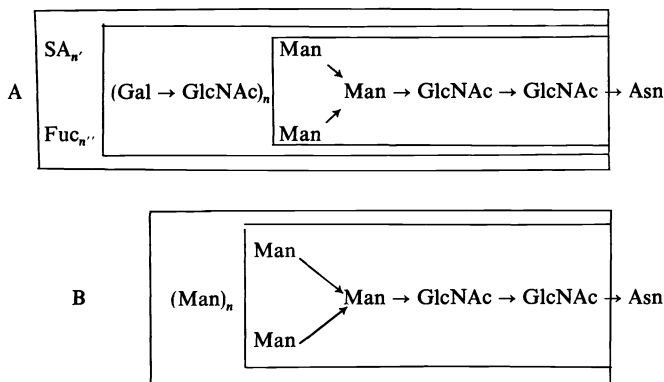 SAₙ′ Man
A (Gal → GlcNAc)ₙ Man → GlcNAc → GlcNAc → Asn
Fucₙ′′ Man
Man
B (Man)ₙ Man → GlcNAc → GlcNAc → Asn
Man